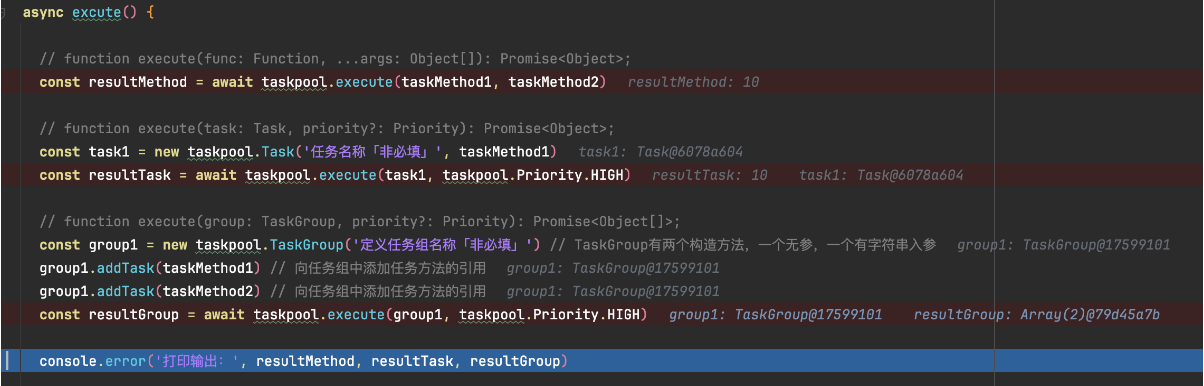 async excute() {
// function execute(func: Function, ...args: Object[]): Promise<Object>;
const resultMethod = await taskpool.execute(taskMethod1, taskMethod2)   resultMethod: 10
// function execute(task: Task, priority?: Priority): Promise<Object>;
const task1 = new taskpool.Task('任务名称「非必填」', taskMethod1)   task1: Task@6078a604
const resultTask = await taskpool.execute(task1, taskpool.Priority.HIGH)   resultTask: 10    task1: Task@6078a604
// function execute(group: TaskGroup, priority?: Priority): Promise<Object[]>;
const group1 = new taskpool.TaskGroup('定义任务组名称「非必填」') // TaskGroup有两个构造方法，一个无参，一个有字符串入参   group1: TaskGroup@17599101
group1.addTask(taskMethod1) // 向任务组中添加任务方法的引用   group1: TaskGroup@17599101
group1.addTask(taskMethod2) // 向任务组中添加任务方法的引用   group1: TaskGroup@17599101
const resultGroup = await taskpool.execute(group1, taskpool.Priority.HIGH)   group1: TaskGroup@17599101    resultGroup: Array(2)@79d45a7b
console.error('打印输出：', resultMethod, resultTask, resultGroup)